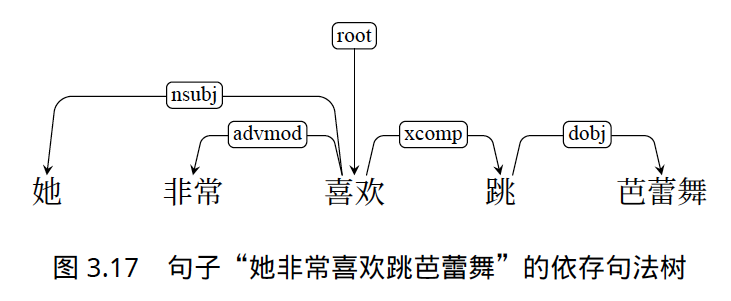 root
nsubj
advmod xcomp dobj
她 非常 喜欢 跳 芭蕾舞
图 3.17 句子“她非常喜欢跳芭蕾舞”的依存句法树